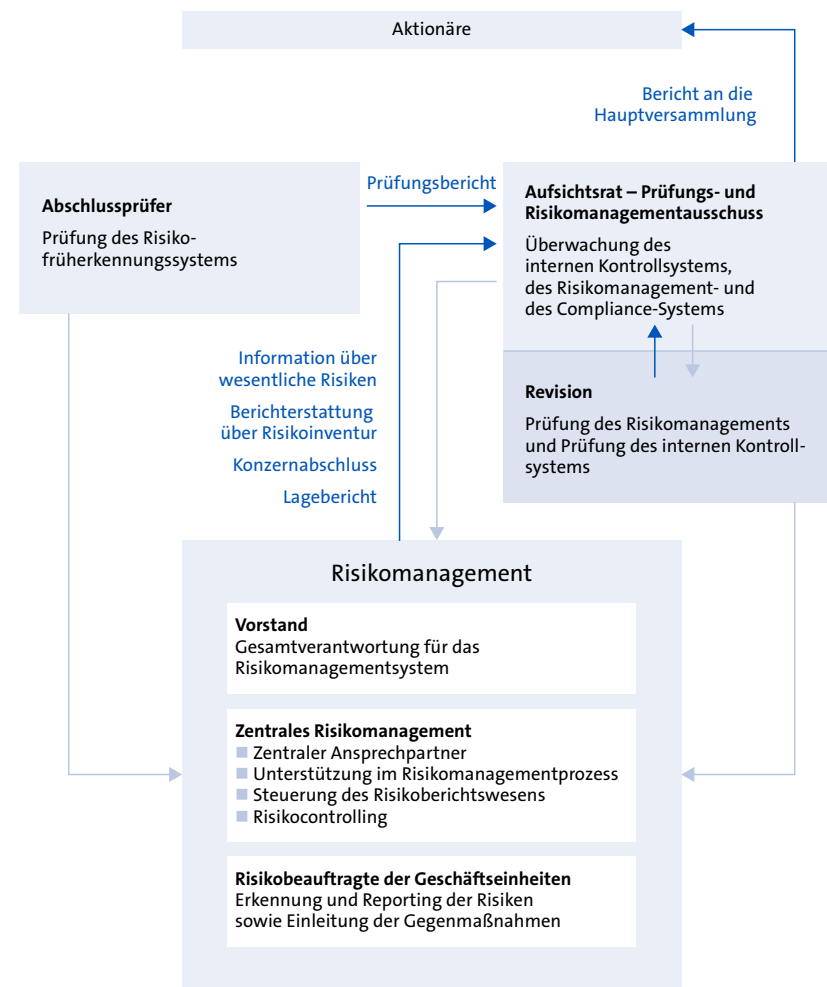 Aktionäre
Bericht an die
Hauptversammlung
Abschlussprüfer
Prüfung des Risiko-
früherkennungssystems
Prüfungsbericht
Aufsichtsrat – Prüfungs- und
Risikomanagementausschuss
Überwachung des
internen Kontrollsystems,
des Risikomanagement- und
des Compliance-Systems
Information über
wesentliche Risiken
Berichterstattung
über Risikoinventur
Konzernabschluss
Lagebericht
Revision
Prüfung des Risikomanagements
und Prüfung des internen Kontroll-
systems
Risikomanagement
Vorstand
Gesamtverantwortung für das
Risikomanagementsystem
Zentrales Risikomanagement
Zentraler Ansprechpartner
Unterstützung im Risikomanagementprozess
Steuerung des Risikoberichtswesens
Risikocontrolling
Risikobeauftragte der Geschäftseinheiten
Erkennung und Reporting der Risiken
sowie Einleitung der Gegenmaßnahmen